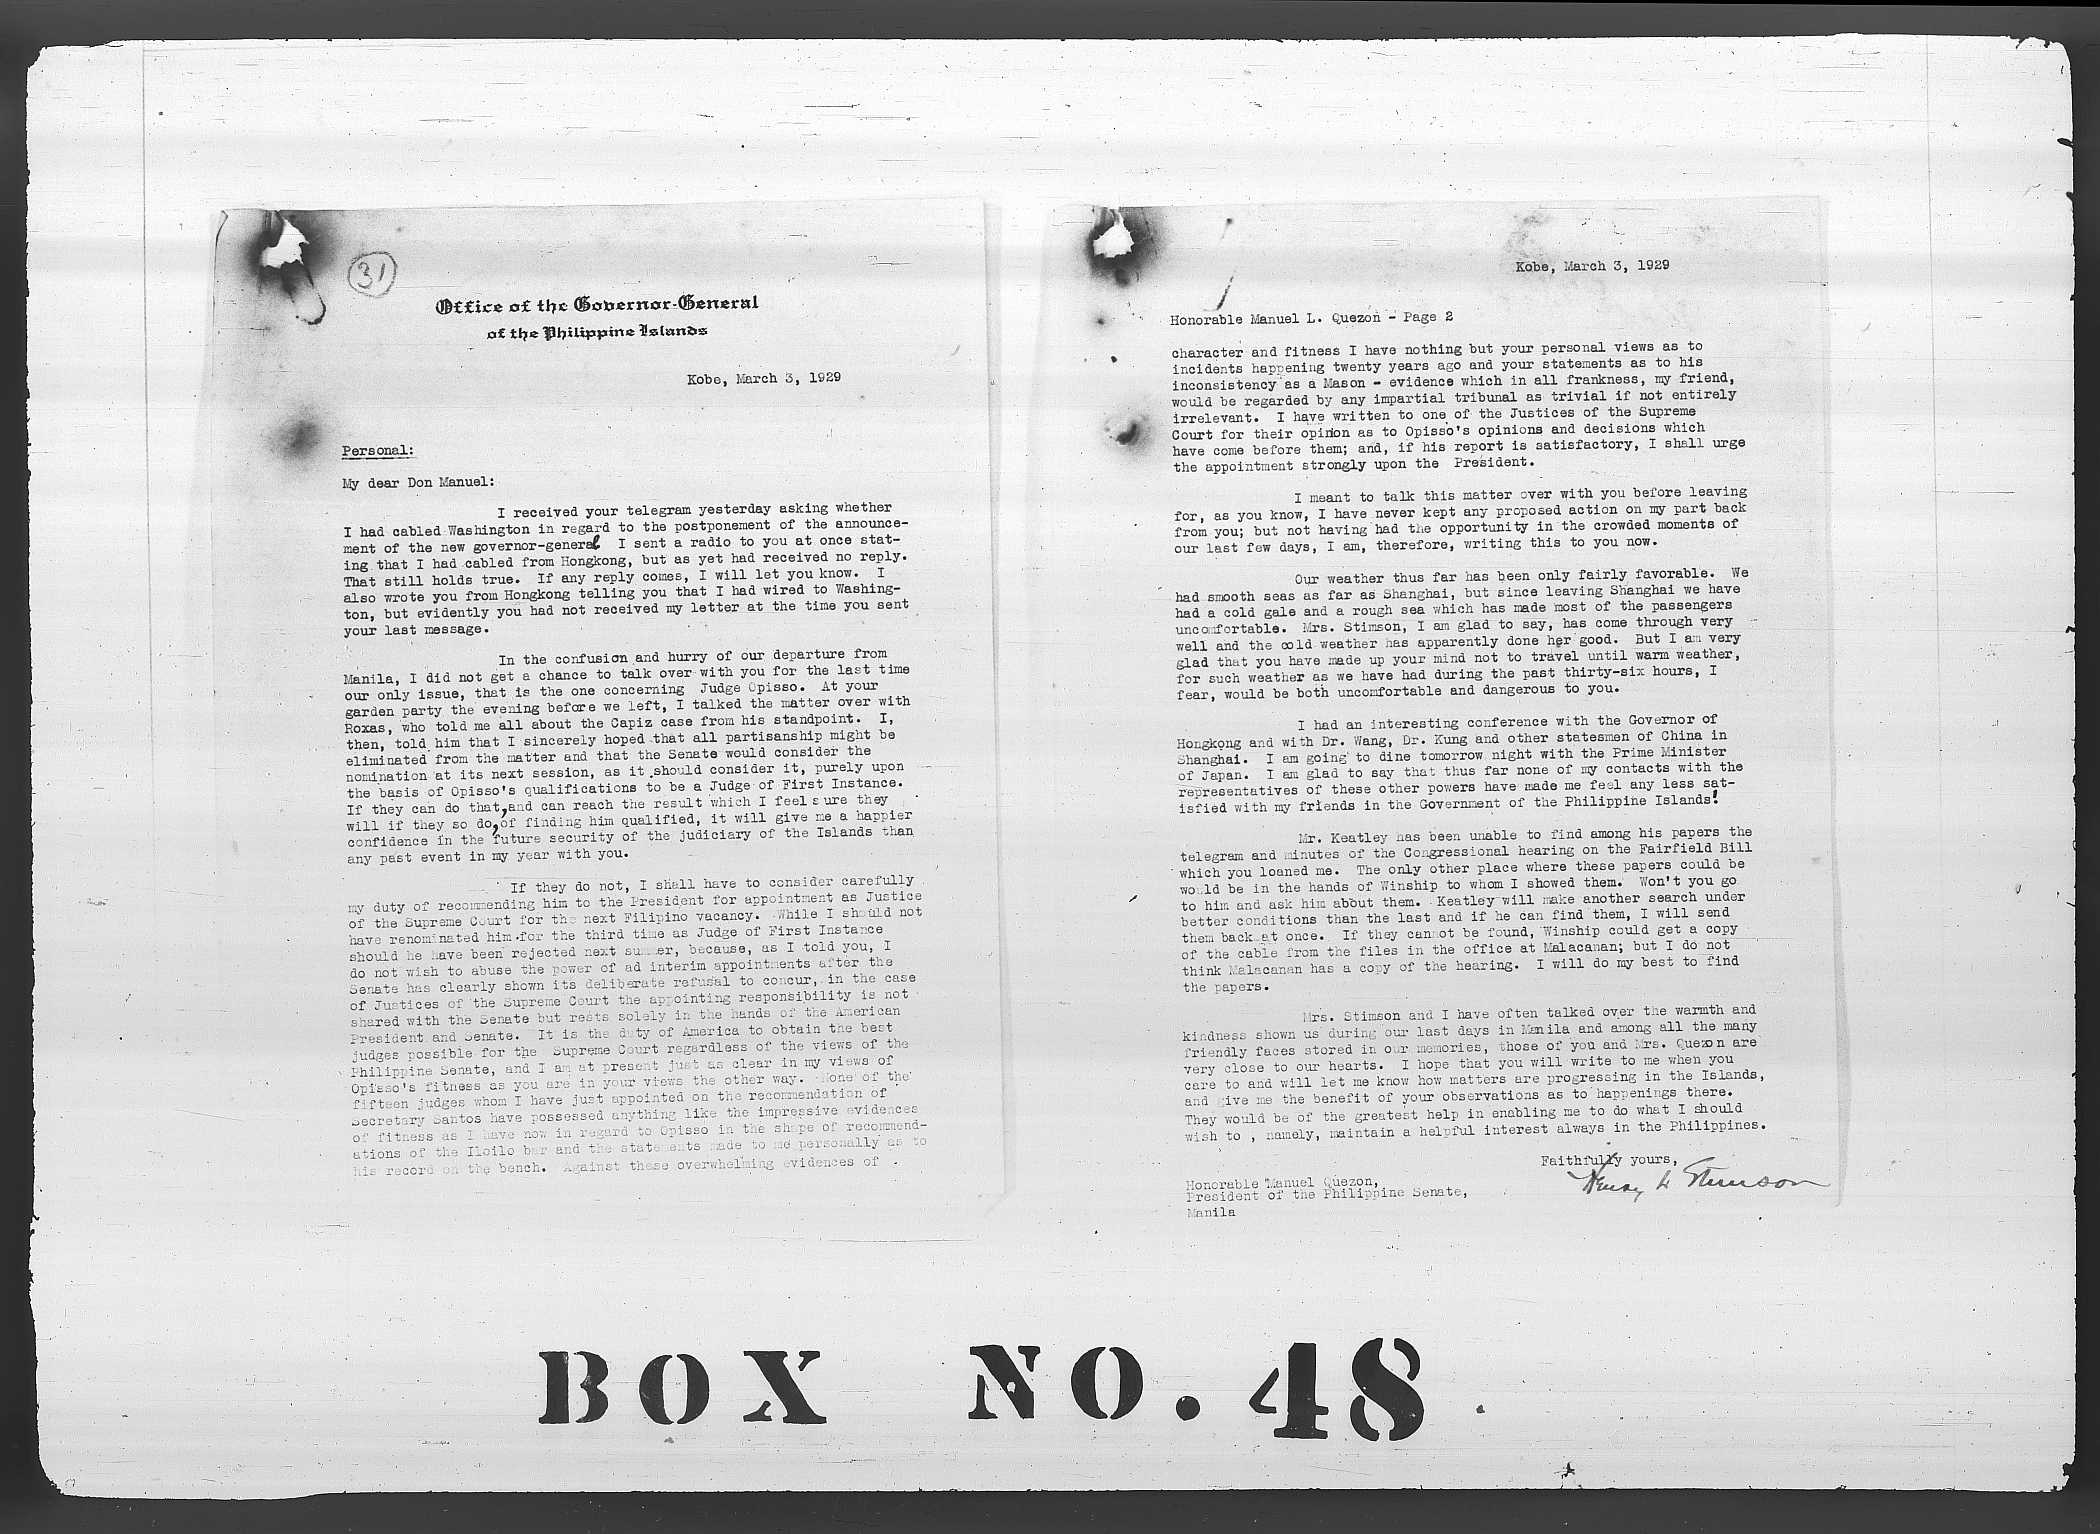 31
Office of the Governor-General
of the Philippine Islands
Kobe, March 3, 1929
Personal:
My dear Don Manuel:
I received your telegram yesterday asking whether
I had cabled Washington in regard to the postponement of the announce-
ment of the new governor-general I sent a radio to you at once stat-
ing that I had cabled from Hongkong, but as yet had received no reply.
That still holds true. If any reply comes, I will let you know. I
also wrote you from Hongkong telling you that I had wired to Washing-
ton, but evidently you had not received my letter at the time you sent
your last message.
In the confusion and hurry of our departure from
Manila, I did not get a chance to talk over with you for the last time
our only issue, that is the one concerning Judge Opisso. At your
garden party the evening before we left, I talked the matter over with
Roxas, who told me all about the Capiz case from his standpoint. I,
then, told him that I sincerely hoped that all partisanship might be
eliminated from the matter and that the Senate would consider the
nomination at its next session, as it should consider it, purely upon
the basis of Opisso's qualifications to be a Judge of First Instance.
If they can do that, and can reach the result which I feel sure they
will if they so do, of finding him qualified, it will give me a happier
confidence in the future security of the judiciary of the Islands than
any past event in my year with you.
If they do not, I shall have to consider carefully
my duty of recommending him to the President for appointment as Justice
of the Supreme Court for the next Filipino vacancy. While I should not
have renominated him for the third time as Judge of First Instance
should he have been rejected next summer, because, as I told you, I
do not wish to abuse the power of ad interim appointments after the
Senate has clearly shown its deliberate refusal to concur, in the case
of Justices of the Supreme Court the appointing responsibility is not
shared with the Senate but rests solely in the hands of the American
President and Senate. It is the duty of America to obtain the best
judges possible for the Supreme Court regardless of the views of the
Philippine Senate, and I am at present just as clear in my views of
Opisso's fitness as you are in your views the other way. None of the
fifteen judges whom I have just appointed on the recommendation of
Secretary Santos have possessed anything like the impressive evidences
of fitness as I have now in regard to Opisso in the shape of recommend-
ations of the Iloilo bar and the statements made to me personally as to
his record on the bench. Against these overwhelming evidences of
Kobe, March 3, 1929
Honorable Manuel L. Quezon - Page 2
character and fitness I have nothing but your personal views as to
incidents happening twenty years ago and your statements as to his
inconsistency as a Mason - evidence which in all frankness, my friend,
would be regarded by any impartial tribunal as trivial if not entirely
irrelevant. I have written to one of the Justices of the Supreme
Court for their opinion as to Opisso's opinions and decisions which
have come before them; and, if his report is satisfactory, I shall urge
the appointment strongly upon the President.
I meant to talk this matter over with you before leaving
for, as you know, I have never kept any proposed action on my part back
from you; but not having had the opportunity in the crowded moments of
our last few days, I am, therefore, writing this to you now.
Our weather thus far has been only fairly favorable. We
had smooth seas as far as Shanghai, but since leaving Shanghai we have
had a cold gale and a rough sea which has made most of the passengers
uncomfortable. Mrs. Stimson, I am glad to say, has come through very
well and the cold weather has apparently done her good. But I am very
glad that you have made up your mind not to travel until warm weather,
for such weather as we have had during the past thirty-six hours, I
fear, would be both uncomfortable and dangerous to you.
I had an interesting conference with the Governor of
Hongkong and with Dr. Wang, Dr. Kung and other statesmen of China in
Shanghai. I am going to dine tomorrow night with the Prime Minister
of Japan. I am glad to say that thus far none of my contacts with the
representatives of these other powers have made me feel any less sat-
isfied with my friends in the Government of the Philippine Islands!
Mr. Keatley has been unable to find among his papers the
telegram and minutes of the Congressional hearing on the Fairfield Bill
which you loaned me. The only other place where these papers could be
would be in the hands of Winship to whom I showed them. Won't you go
to him and ask him about them. Keatley will make another search under
better conditions than the last and if he can find them, I will send
them back at once. If they cannot be found, Winship could get a copy
of the cable from the files in the office at Malacanan; but I do not
think Malacanan has a copy of the hearing. I will do my best to find
the papers.
Mrs. Stimson and I have often talked over the warmth and
kindness shown us during our last days in Manila and among all the many
friendly faces stored in our memories, those of you and Mrs. Quezon are
very close to our hearts. I hope that you will write to me when you
care to and will let me know how matters are progressing in the Islands,
and give me the benefit of your observations as to happenings there.
They would be of the greatest help in enabling me to do what I should
wish to , namely, maintain a helpful interest always in the Philippines.
Faithfully yours,
Henry L Stimson
Honorable Manuel Quezon,
President of the Philippine Senate,
Manila
BOX NO. 48